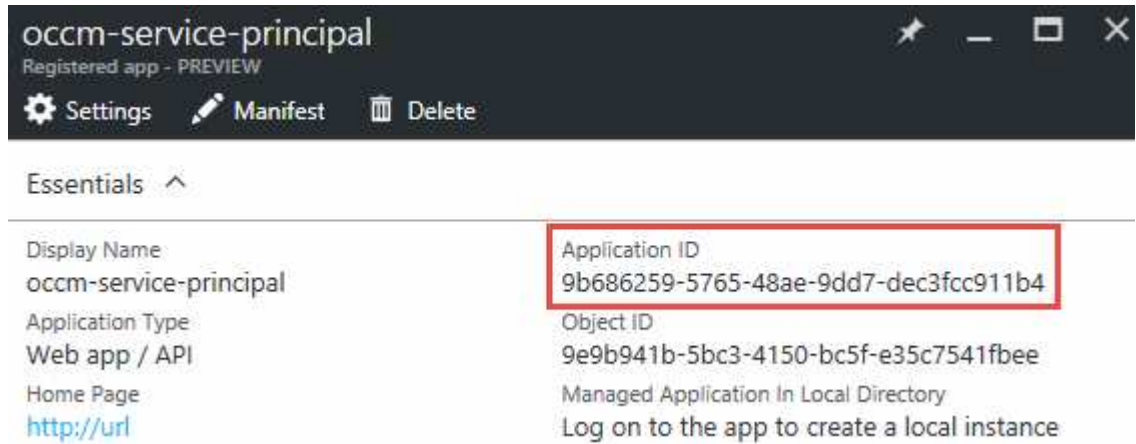 occm-service-principal
Registered app - PREVIEW
Settings Manifest Delete
Essentials
Display Name
occm-service-principal
Application ID
9b686259-5765-48ae-9dd7-dec3fcc911b4
Application Type
Web app / API
Object ID
9e9b941b-5bc3-4150-bc5f-e35c7541fbee
Home Page
http://url
Managed Application In Local Directory
Log on to the app to create a local instance